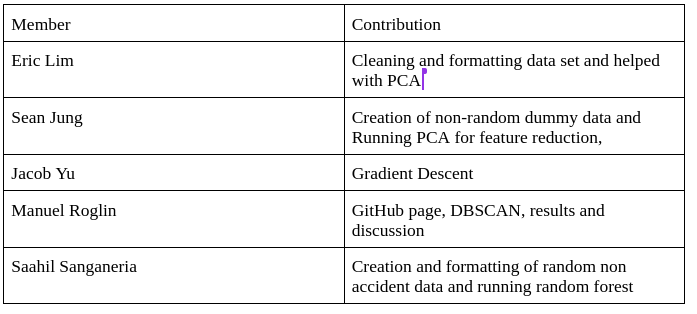 Member
Contribution
Eric Lim
Cleaning and formatting data set and helped
with PCA
Sean Jung
Creation of non-random dummy data and
Running PCA for feature reduction,
Jacob Yu
Gradient Descent
Manuel Roglin
GitHub page, DBSCAN, results and
discussion
Saahil Sanganeria
Creation and formatting of random non
accident data and running random forest